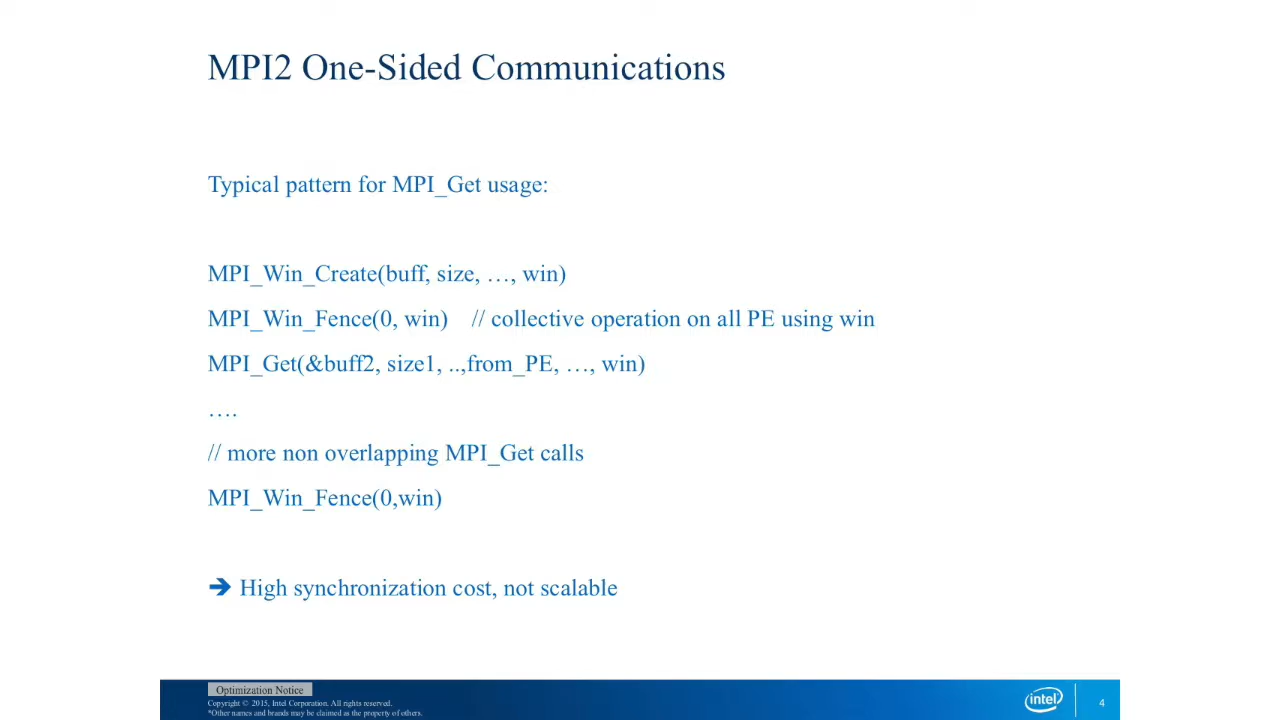 MPI2 One-Sided Communications
Typical pattern for MPI_Get usage:
MPI_Win_Create(buff, size, …, win)
MPI_Win_Fence(0, win) // collective operation on all PE using win
MPI_Get(&buff2, size1, ..,from_PE, …, win)
….
// more non overlapping MPI_Get calls
MPI_Win_Fence(0,win)
➔ High synchronization cost, not scalable
Optimization Notice
Copyright © 2015, Intel Corporation. All rights reserved.
*Other names and brands may be claimed as the property of others.
intel
4